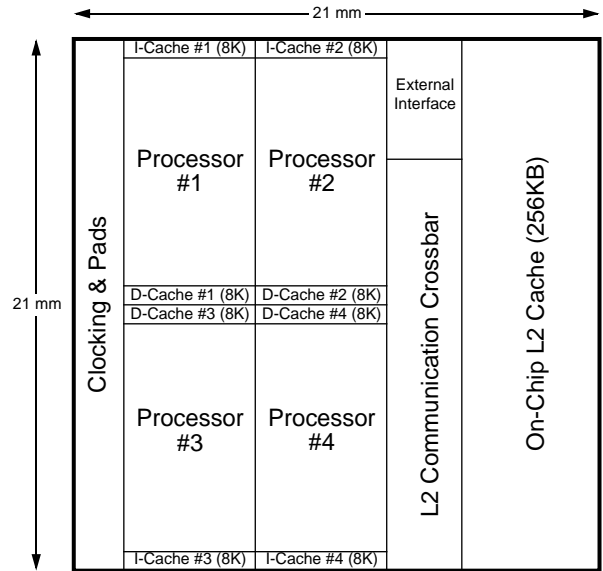 21 mm
I-Cache #1 (8K)
I-Cache #2 (8K)
External
Interface
Processor
#1
Processor
#2
21 mm
Clocking & Pads
D-Cache #1 (8K)
D-Cache #2 (8K)
D-Cache #3 (8K)
D-Cache #4 (8K)
L2 Communication Crossbar
On-Chip L2 Cache (256KB)
Processor
#3
Processor
#4
I-Cache #3 (8K)
I-Cache #4 (8K)